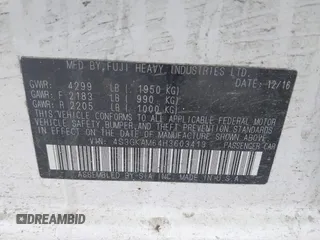 MFD BY FUJI HEAVY INDUSTRIES LTD.
GVWR: 4299 LB ( 1950 KG) 12/16
GAWR: F 2183 LB ( 990 KG)
GAWR: R 2205 LB ( 1000 KG)
THIS VEHICLE CONFORMS TO ALL APPLICABLE
FEDERAL MOTOR VEHICLE SAFETY, BUMPER, AND
THEFT PREVENTION STANDARDS IN EFFECT ON THE
DATE OF MANUFACTURE SHOWN ABOVE.
VIN: PASSENGER CAR
ASSEMBLED BY SIA INC. MADE IN U.S.A.